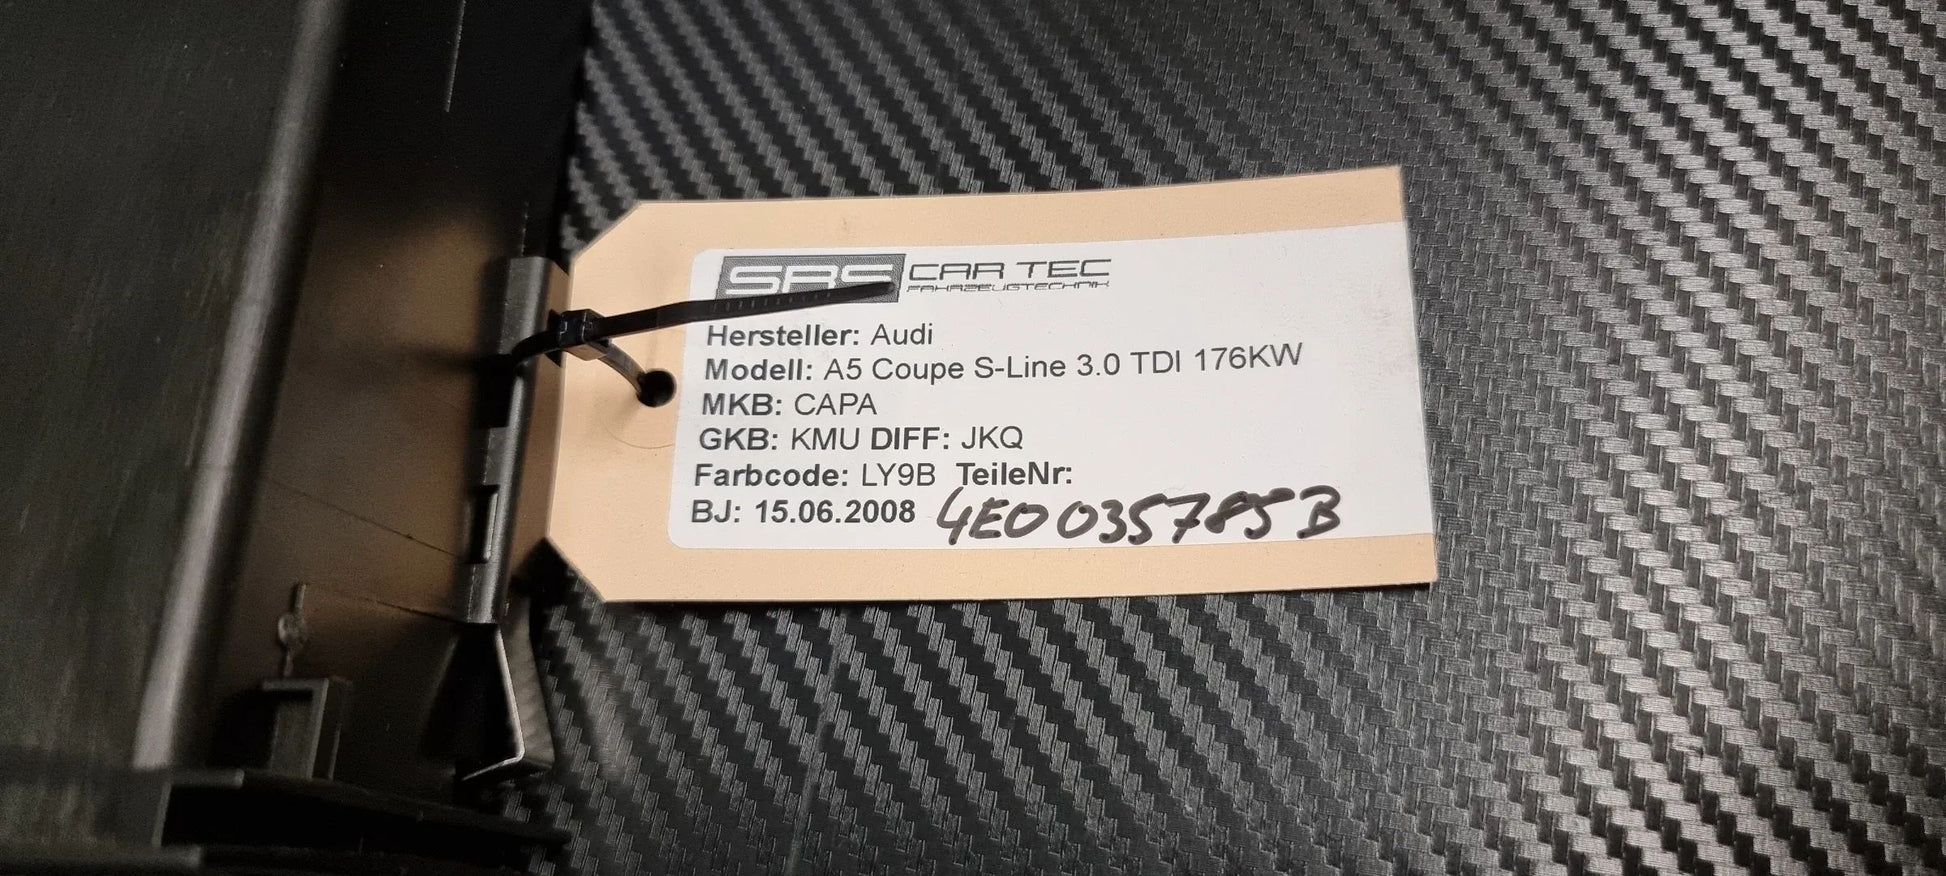 SRS CAR TEC
FAHRZEUGTECHNIK
Hersteller: Audi
Modell: A5 Coupe S-Line 3.0 TDI 176KW
MKB: CAPA
GKB: KMU DIFF: JKQ
Farbcode: LY9B TeileNr:
BJ: 15.06.2008 4E0035785B